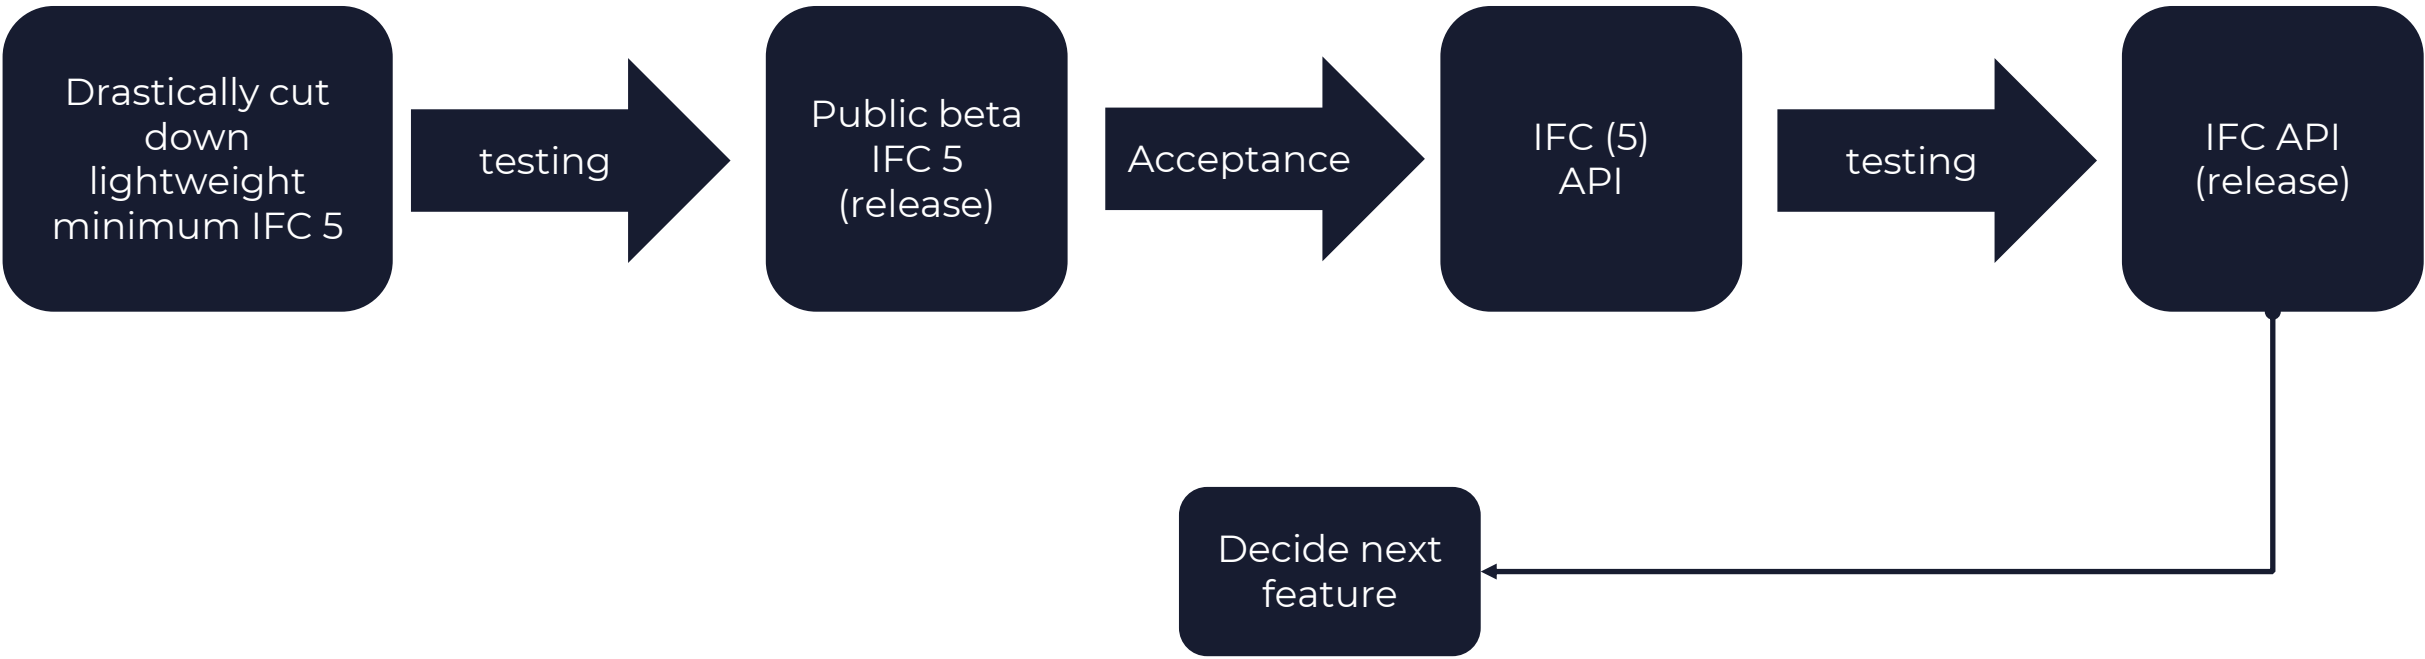 Drastically cut
down
lightweight
minimum IFC 5
testing
Public beta
IFC 5
(release)
Acceptance
IFC (5)
API
testing
IFC API
(release)
Decide next
feature